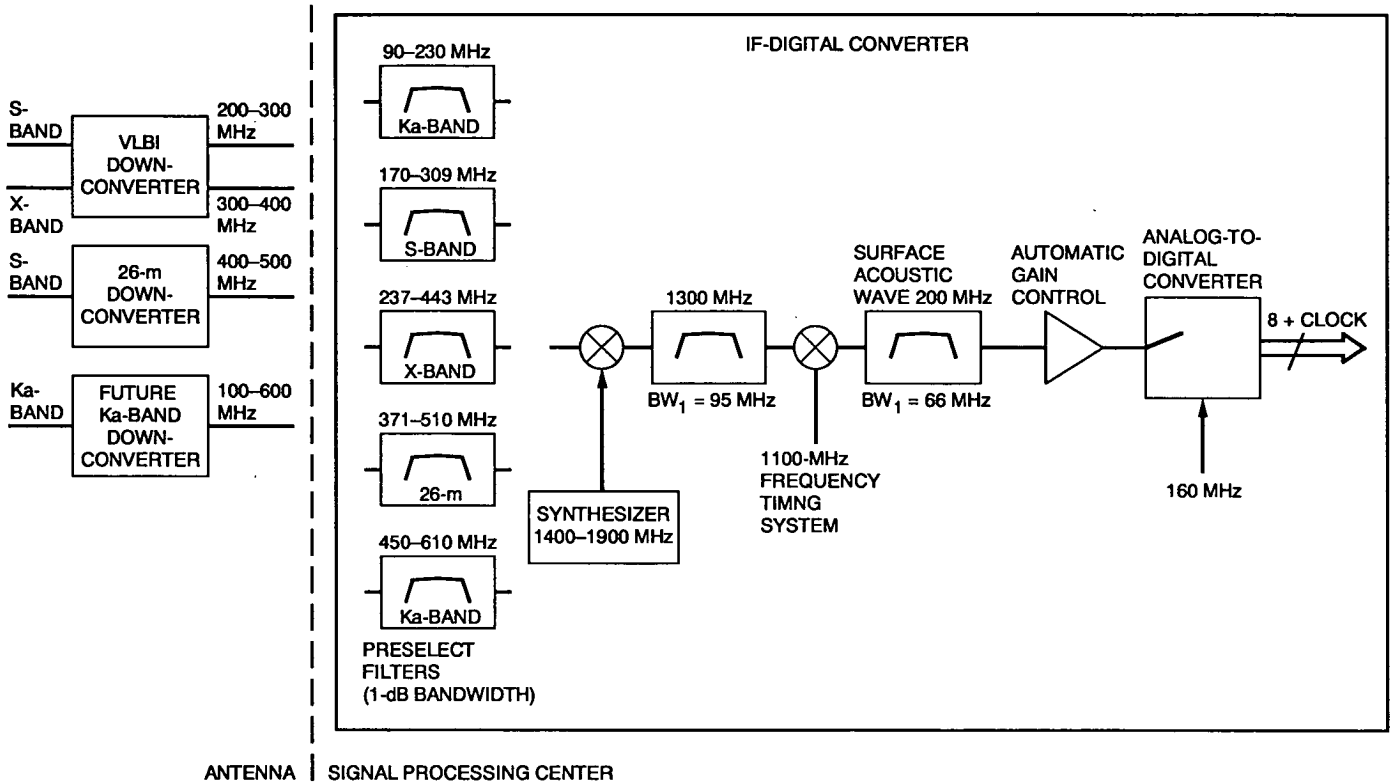 S-
BAND
VLBI
DOWN-
CONVERTER
200–300
MHz
X-
BAND
300–400
MHz
S-
BAND
26-m
DOWN-
CONVERTER
400–500
MHz
Ka-
BAND
FUTURE
Ka-BAND
DOWN-
CONVERTER
100–600
MHz
IF-DIGITAL CONVERTER
90–230 MHz
Ka-BAND
170–309 MHz
S-BAND
237–443 MHz
X-BAND
371–510 MHz
26-m
450–610 MHz
Ka-BAND
PRESELECT
FILTERS
(1-dB BANDWIDTH)
SYNTHESIZER
1400–1900 MHz
1300 MHz
BW1 = 95 MHz
1100-MHz
FREQUENCY
TIMNG
SYSTEM
SURFACE
ACOUSTIC
WAVE 200 MHz
BW1 = 66 MHz
AUTOMATIC
GAIN
CONTROL
ANALOG-TO-
DIGITAL
CONVERTER
8 + CLOCK
160 MHz
ANTENNA
SIGNAL PROCESSING CENTER